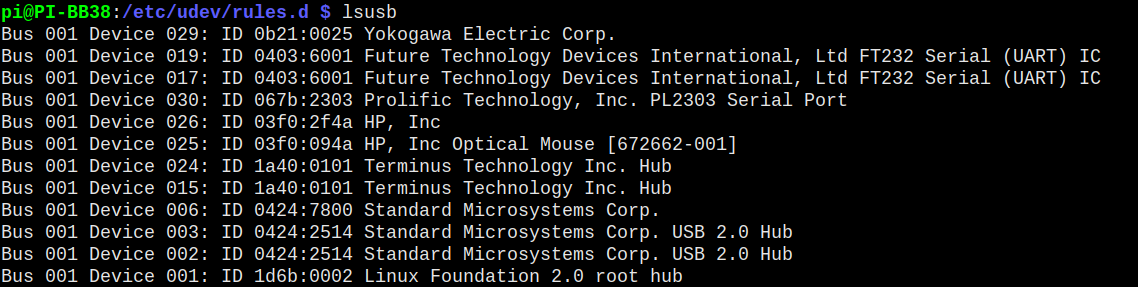 pi@PI-BB38:/etc/udev/rules.d $ lsusb
Bus 001 Device 029: ID 0b21:0025 Yokogawa Electric Corp.
Bus 001 Device 019: ID 0403:6001 Future Technology Devices International, Ltd FT232 Serial (UART) IC
Bus 001 Device 017: ID 0403:6001 Future Technology Devices International, Ltd FT232 Serial (UART) IC
Bus 001 Device 030: ID 067b:2303 Prolific Technology, Inc. PL2303 Serial Port
Bus 001 Device 026: ID 03f0:2f4a HP, Inc
Bus 001 Device 025: ID 03f0:094a HP, Inc Optical Mouse [672662-001]
Bus 001 Device 024: ID 1a40:0101 Terminus Technology Inc. Hub
Bus 001 Device 015: ID 1a40:0101 Terminus Technology Inc. Hub
Bus 001 Device 006: ID 0424:7800 Standard Microsystems Corp.
Bus 001 Device 003: ID 0424:2514 Standard Microsystems Corp. USB 2.0 Hub
Bus 001 Device 002: ID 0424:2514 Standard Microsystems Corp. USB 2.0 Hub
Bus 001 Device 001: ID 1d6b:0002 Linux Foundation 2.0 root hub